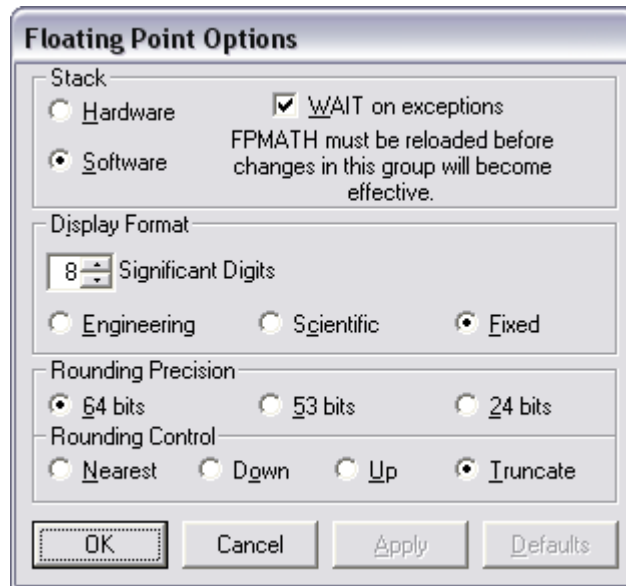 Floating Point Options
Stack
Hardware
WAIT on exceptions
Software
FPMATH must be reloaded before
changes in this group will become
effective.
Display Format
8 Significant Digits
Engineering Scientific Fixed
Rounding Precision
64 bits 53 bits 24 bits
Rounding Control
Nearest Down Up Truncate
OK Cancel Apply Defaults